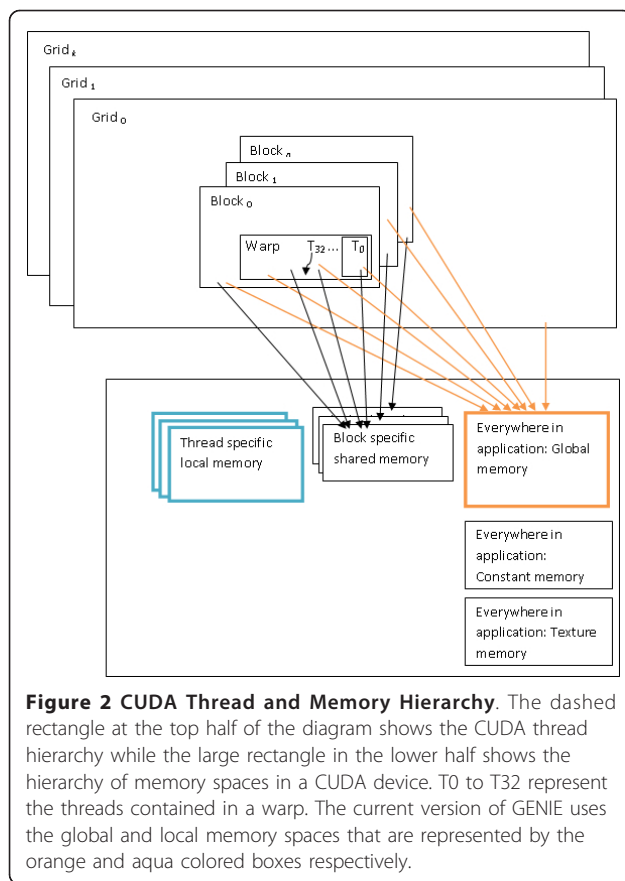 Grid k
Grid 1
Grid 0
Block n
Block 1
Block 0
Warp T32... T0
Thread specific
local memory
Block specific
shared memory
Everywhere in
application: Global
memory
Everywhere in
application:
Constant memory
Everywhere in
application: Texture
memory
Figure 2 CUDA Thread and Memory Hierarchy. The dashed
rectangle at the top half of the diagram shows the CUDA thread
hierarchy while the large rectangle in the lower half shows the
hierarchy of memory spaces in a CUDA device. T0 to T32 represent
the threads contained in a warp. The current version of GENIE uses
the global and local memory spaces that are represented by the
orange and aqua colored boxes respectively.